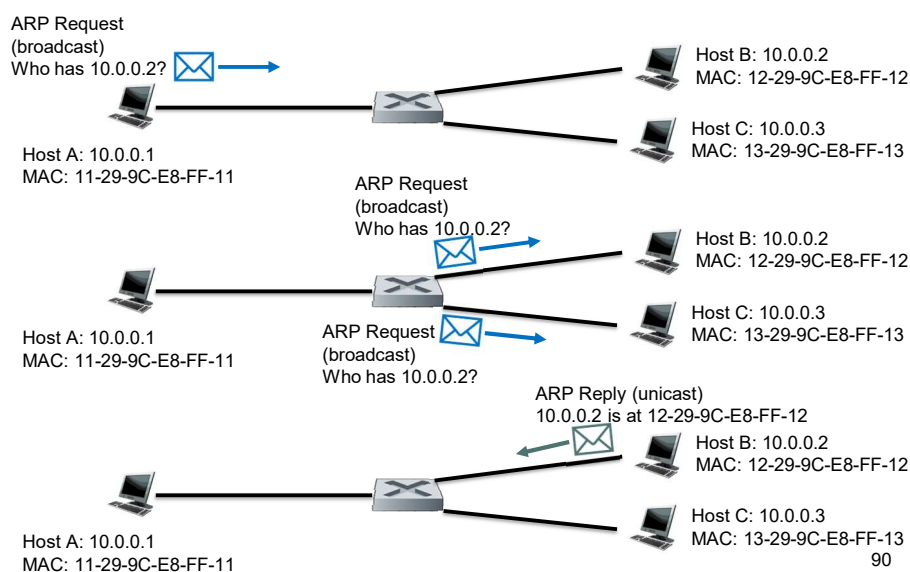 ARP Request
(broadcast)
Who has 10.0.0.2?
Host B: 10.0.0.2
MAC: 12-29-9C-E8-FF-12
Host C: 10.0.0.3
MAC: 13-29-9C-E8-FF-13
Host A: 10.0.0.1
MAC: 11-29-9C-E8-FF-11
ARP Request
(broadcast)
Who has 10.0.0.2?
Host B: 10.0.0.2
MAC: 12-29-9C-E8-FF-12
Host C: 10.0.0.3
MAC: 13-29-9C-E8-FF-13
Host A: 10.0.0.1
MAC: 11-29-9C-E8-FF-11
ARP Request
(broadcast)
Who has 10.0.0.2?
ARP Reply (unicast)
10.0.0.2 is at 12-29-9C-E8-FF-12
Host B: 10.0.0.2
MAC: 12-29-9C-E8-FF-12
Host C: 10.0.0.3
MAC: 13-29-9C-E8-FF-13
Host A: 10.0.0.1
MAC: 11-29-9C-E8-FF-11
90